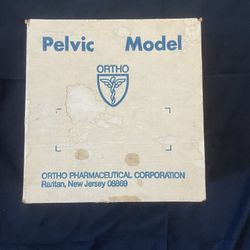 Pelvic Model
ORTHO
ORTHO PHARMACEUTICAL CORPORATION
Raritan, New Jersey 08869